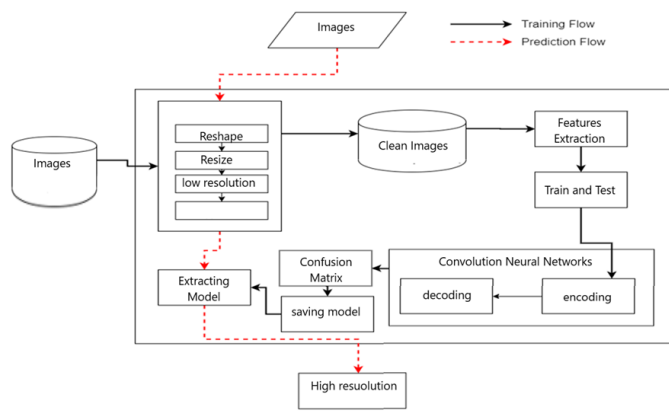 Images
Training Flow
Prediction Flow
Reshape
Resize
low resolution
Images
Clean Images
Features
Extraction
Train and Test
Convolution Neural Networks
decoding
encoding
Confusion
Matrix
saving model
Extracting
Model
High resuolution